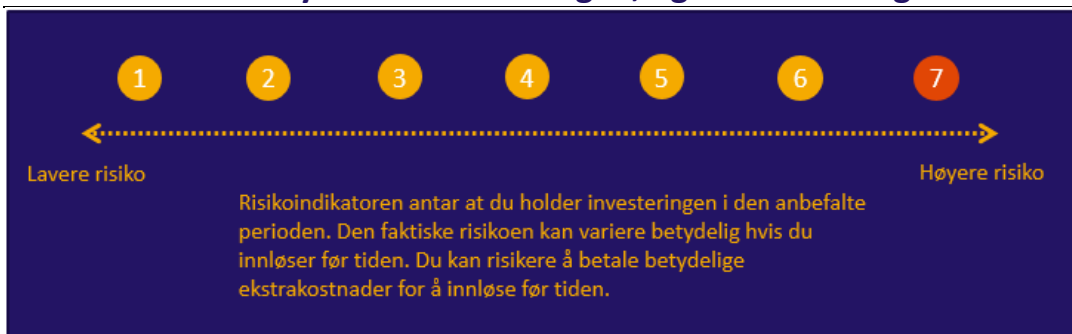 1 2 3 4 5 6 7
Lavere risiko
Høyere risiko
Risikoindikatoren antar at du holder investeringen i den anbefalte
perioden. Den faktiske risikoen kan variere betydelig hvis du
innløser før tiden. Du kan risikere å betale betydelige
ekstrakostnader for å innløse før tiden.